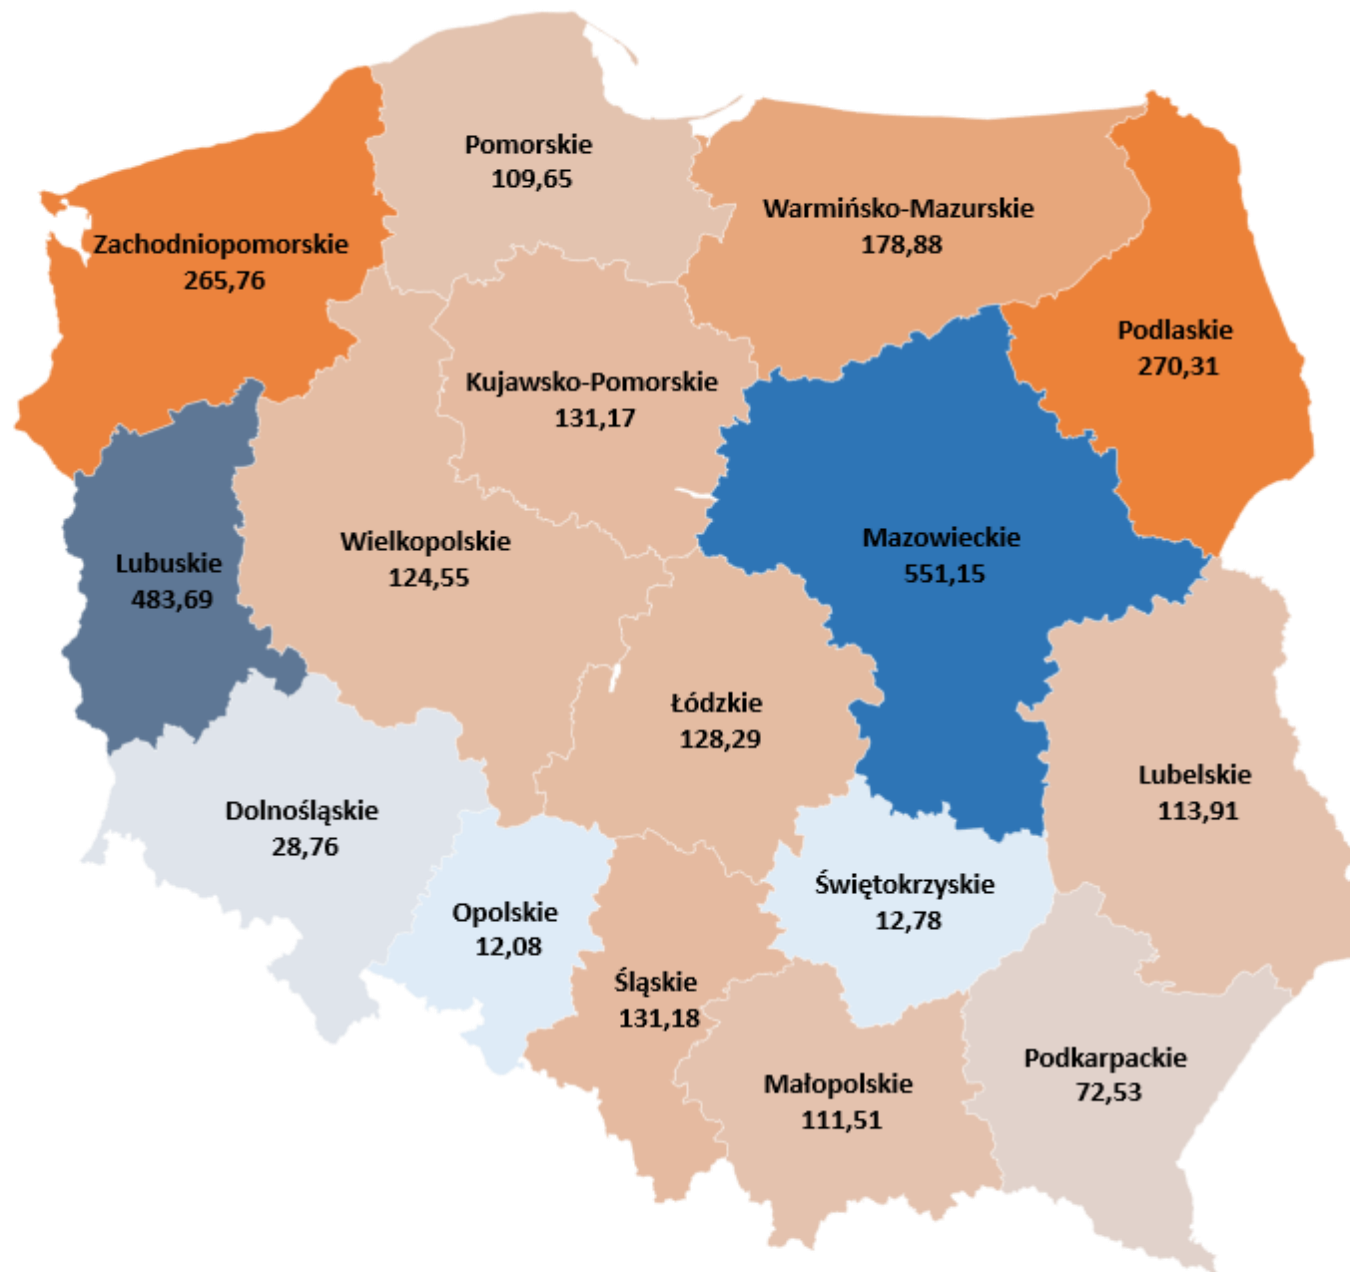 Pomorskie
109,65
Warmińsko-Mazurskie
178,88
Zachodniopomorskie
265,76
Podlaskie
270,31
Kujawsko-Pomorskie
131,17
Mazowieckie
551,15
Wielkopolskie
124,55
Lubuskie
483,69
Łódzkie
128,29
Lubelskie
113,91
Dolnośląskie
28,76
Świętokrzyskie
12,78
Opolskie
12,08
Śląskie
131,18
Podkarpackie
72,53
Małopolskie
111,51